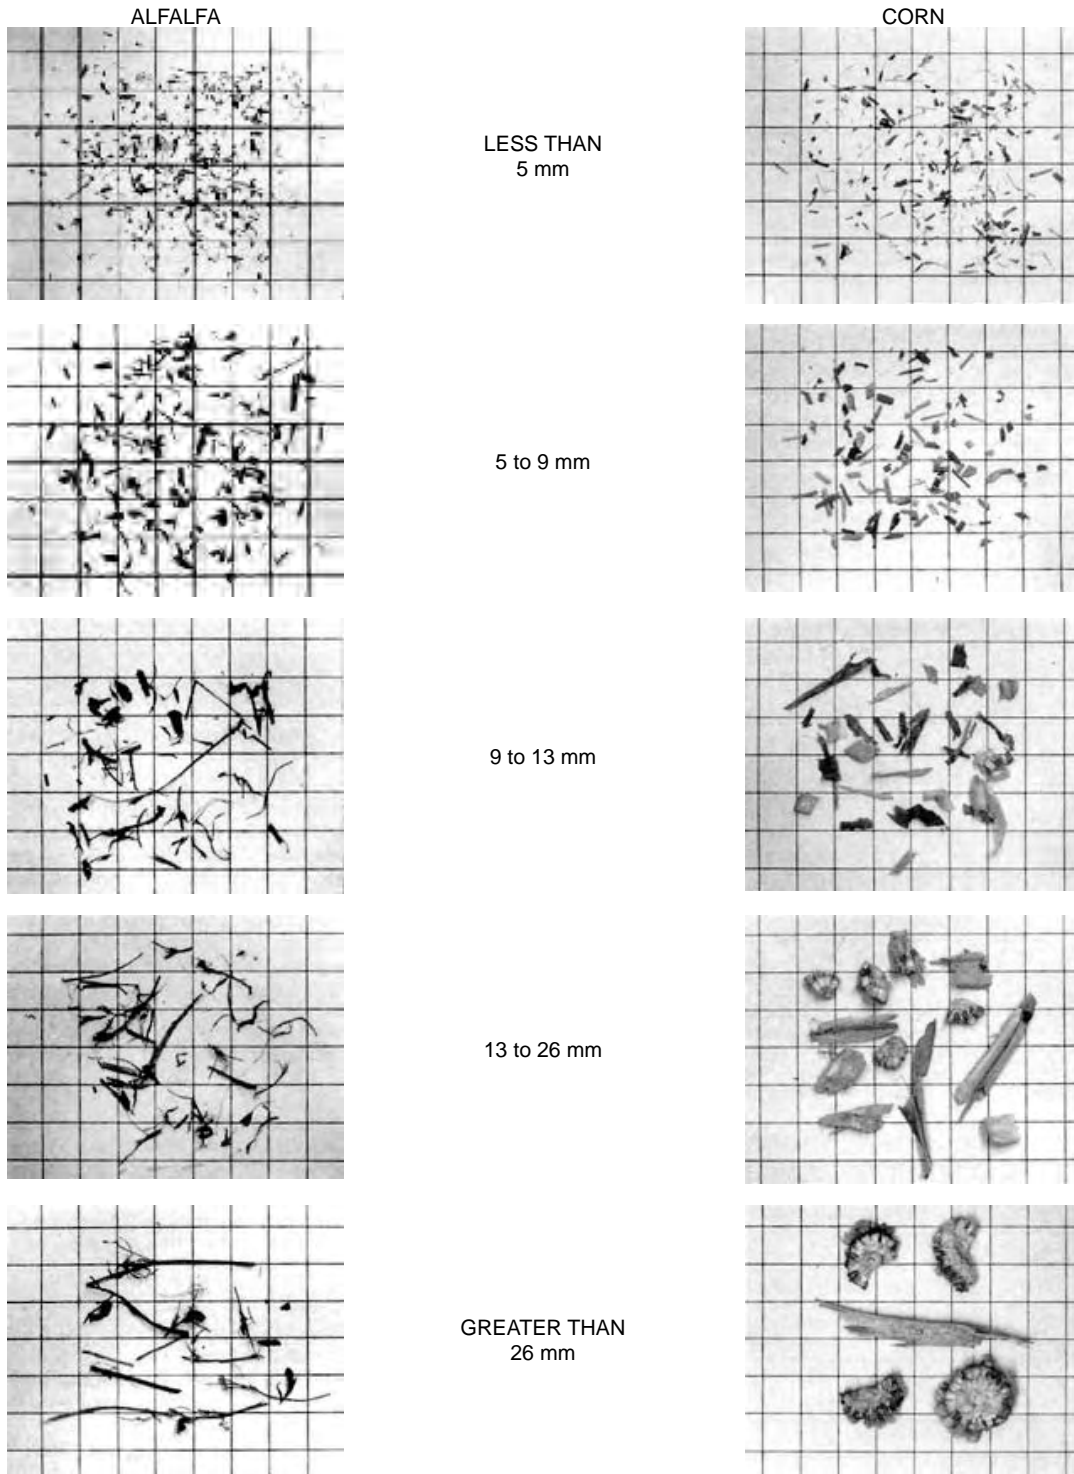 ALFALFA
CORN
LESS THAN
5 mm
5 to 9 mm
9 to 13 mm
13 to 26 mm
GREATER THAN
26 mm